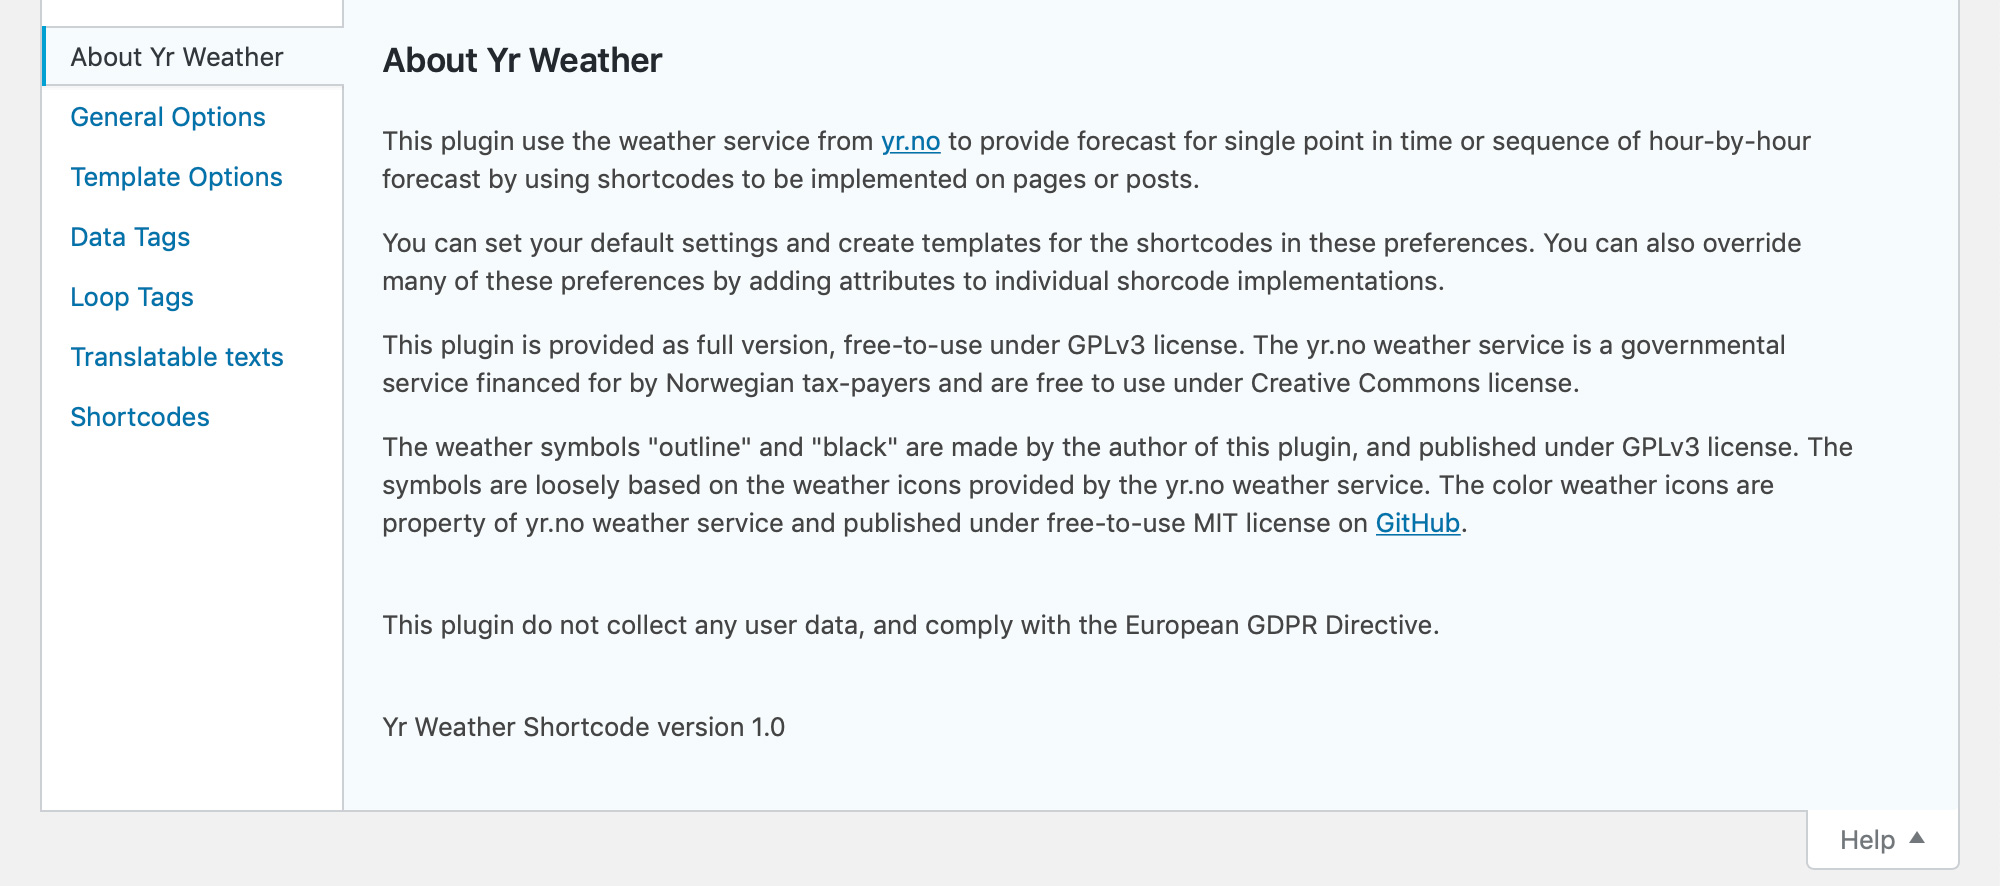 About Yr Weather
General Options
Template Options
Data Tags
Loop Tags
Translatable texts
Shortcodes
About Yr Weather
This plugin use the weather service from yr.no to provide forecast for single point in time or sequence of hour-by-hour
forecast by using shortcodes to be implemented on pages or posts.
You can set your default settings and create templates for the shortcodes in these preferences. You can also override
many of these preferences by adding attributes to individual shorcode implementations.
This plugin is provided as full version, free-to-use under GPLv3 license. The yr.no weather service is a governmental
service financed for by Norwegian tax-payers and are free to use under Creative Commons license.
The weather symbols "outline" and "black" are made by the author of this plugin, and published under GPLv3 license. The
symbols are loosely based on the weather icons provided by the yr.no weather service. The color weather icons are
property of yr.no weather service and published under free-to-use MIT license on GitHub.
This plugin do not collect any user data, and comply with the European GDPR Directive.
Yr Weather Shortcode version 1.0
Help